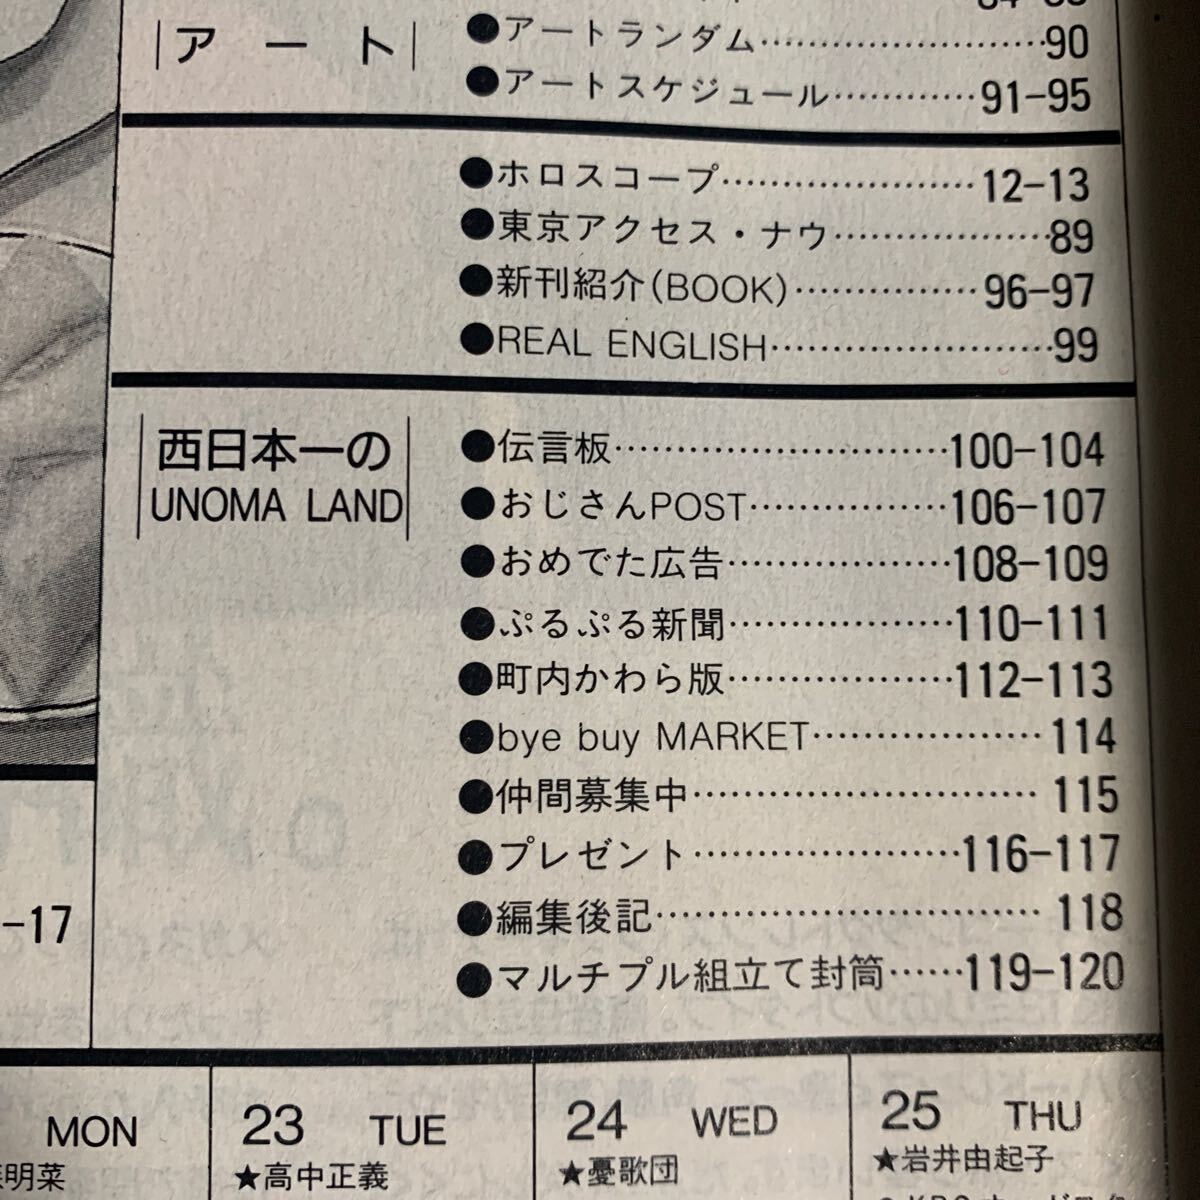 アート
●アートランダム……………………90
●アートスケジュール…………91-95
●ホロスコープ…………………12-13
●東京アクセス・ナウ………………89
●新刊紹介(BOOK)……………96-97
●REAL ENGLISH……………………99
西日本一の
UNOMA LAND
●伝言板………………………100-104
●おじさんPOST……………106-107
●おめでた広告………………108-109
●ぷるぷる新聞………………110-111
●町内かわら版………………112-113
●bye buy MARKET………………114
●仲間募集中………………………115
●プレゼント…………………116-117
●編集後記…………………………118
●マルチプル組立て封筒……119-120
-17
MON
明菜
23 TUE
★高中正義
24 WED
★憂歌団
25 THU
★岩井由起子